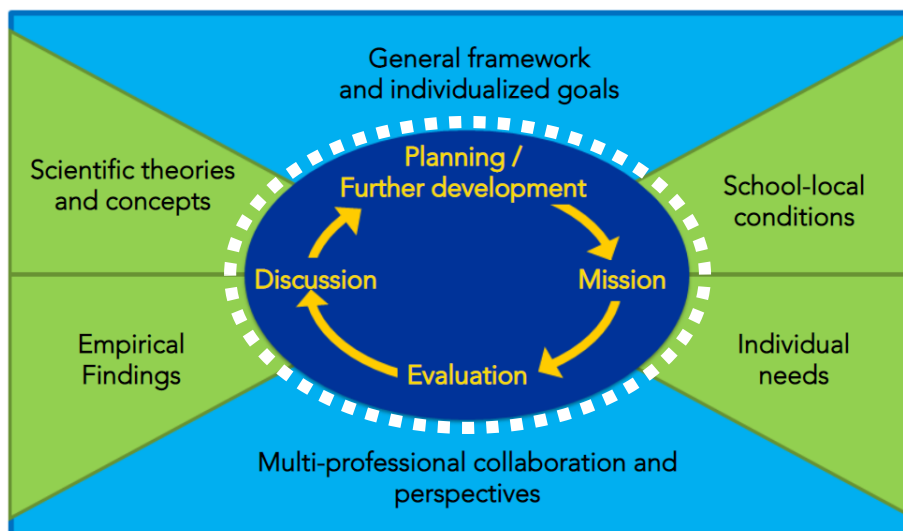 General framework
and individualized goals
Scientific theories
and concepts
Planning /
Further development
School-local
conditions
Discussion
Mission
Empirical
Findings
Evaluation
Individual
needs
Multi-professional collaboration and
perspectives